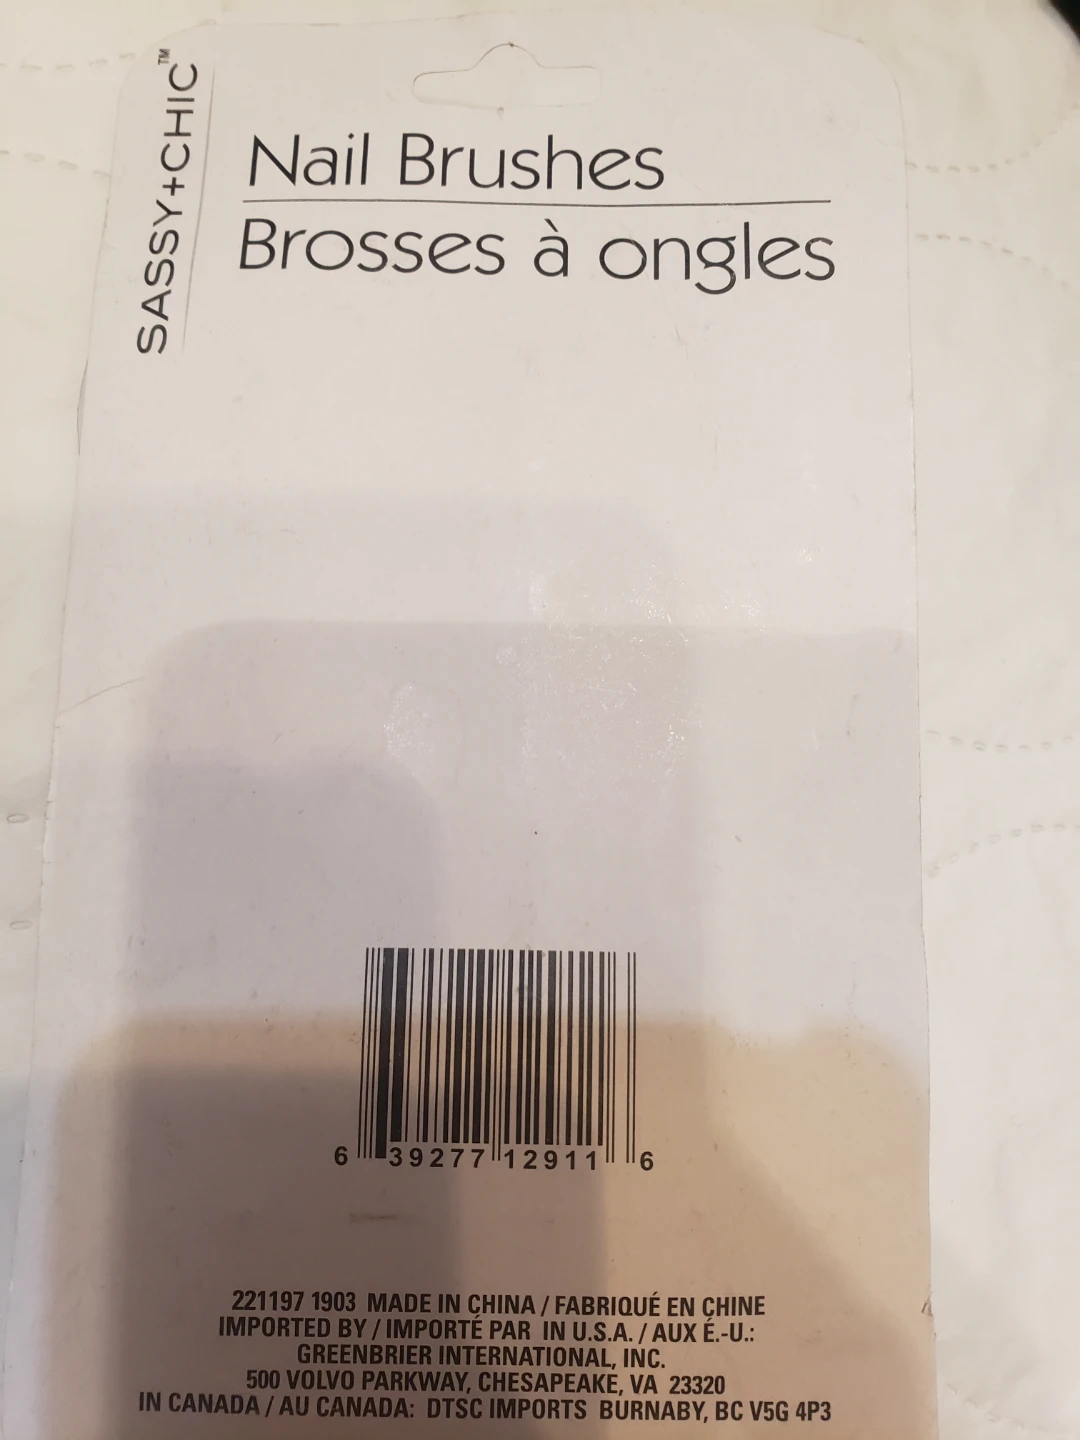 SASSY+CHIC™
Nail Brushes
Brosses à ongles
6 39277 12911 6
221197 1903 MADE IN CHINA / FABRIQUÉ EN CHINE
IMPORTED BY / IMPORTÉ PAR IN U.S.A. / AUX É.-U.:
GREENBRIER INTERNATIONAL, INC.
500 VOLVO PARKWAY, CHESAPEAKE, VA 23320
IN CANADA / AU CANADA: DTSC IMPORTS BURNABY, BC V5G 4P3